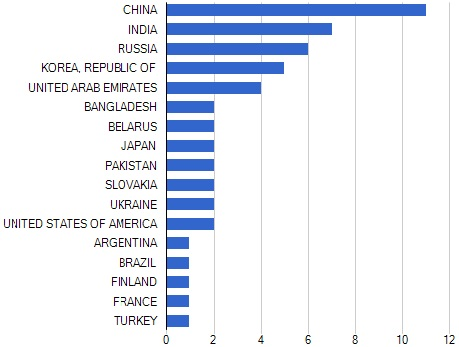 CHINA
INDIA
RUSSIA
KOREA, REPUBLIC OF
UNITED ARAB EMIRATES
BANGLADESH
BELARUS
JAPAN
PAKISTAN
SLOVAKIA
UKRAINE
UNITED STATES OF AMERICA
ARGENTINA
BRAZIL
FINLAND
FRANCE
TURKEY
0 2 4 6 8 10 12